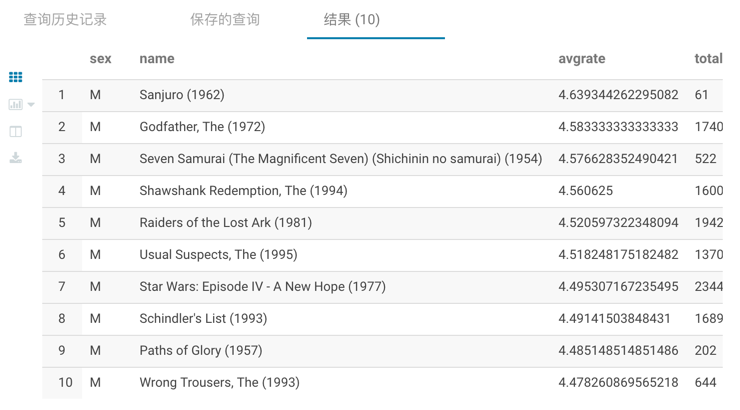 查询历史记录 保存的查询 结果 (10)
sex name avgrate total
1 M Sanjuro (1962) 4.639344262295082 61
2 M Godfather, The (1972) 4.583333333333333 1740
3 M Seven Samurai (The Magnificent Seven) (Shichinin no samurai) (1954) 4.576628352490421 522
4 M Shawshank Redemption, The (1994) 4.560625 1600
5 M Raiders of the Lost Ark (1981) 4.520597322348094 1942
6 M Usual Suspects, The (1995) 4.518248175182482 1370
7 M Star Wars: Episode IV - A New Hope (1977) 4.495307167235495 2344
8 M Schindler's List (1993) 4.49141503848431 1689
9 M Paths of Glory (1957) 4.485148514851486 202
10 M Wrong Trousers, The (1993) 4.478260869565218 644